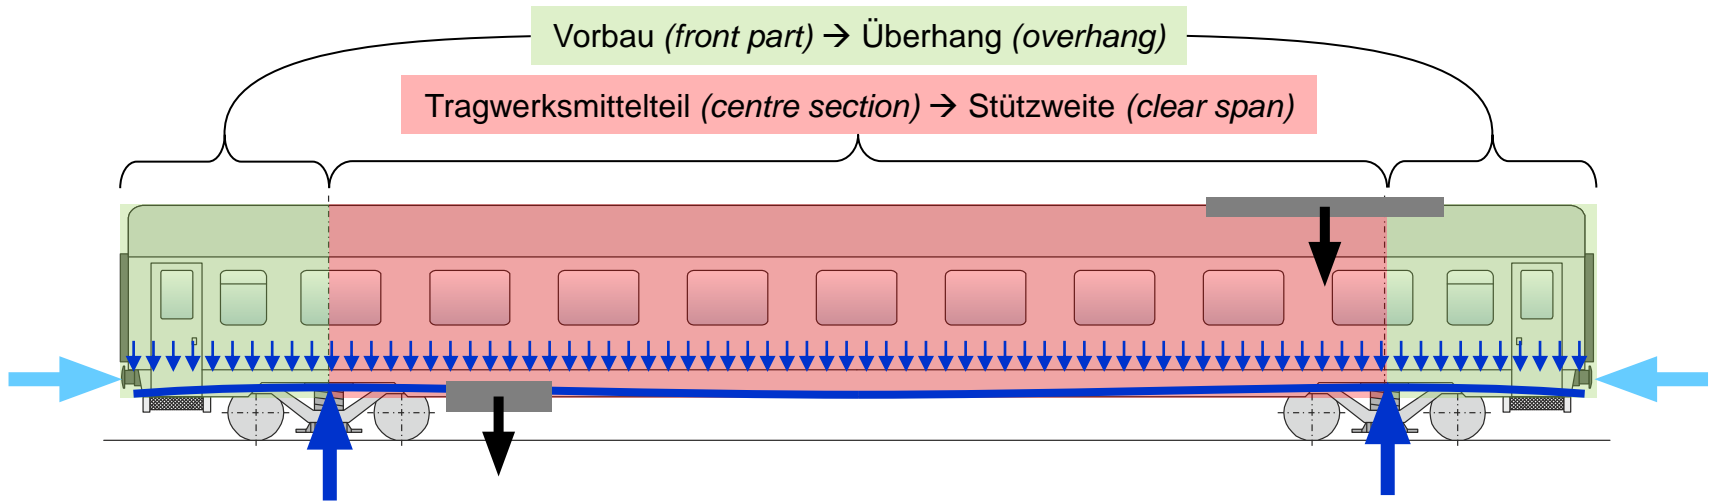 Vorbau (front part) → Überhang (overhang)
Tragwerksmittelteil (centre section) → Stützweite (clear span)